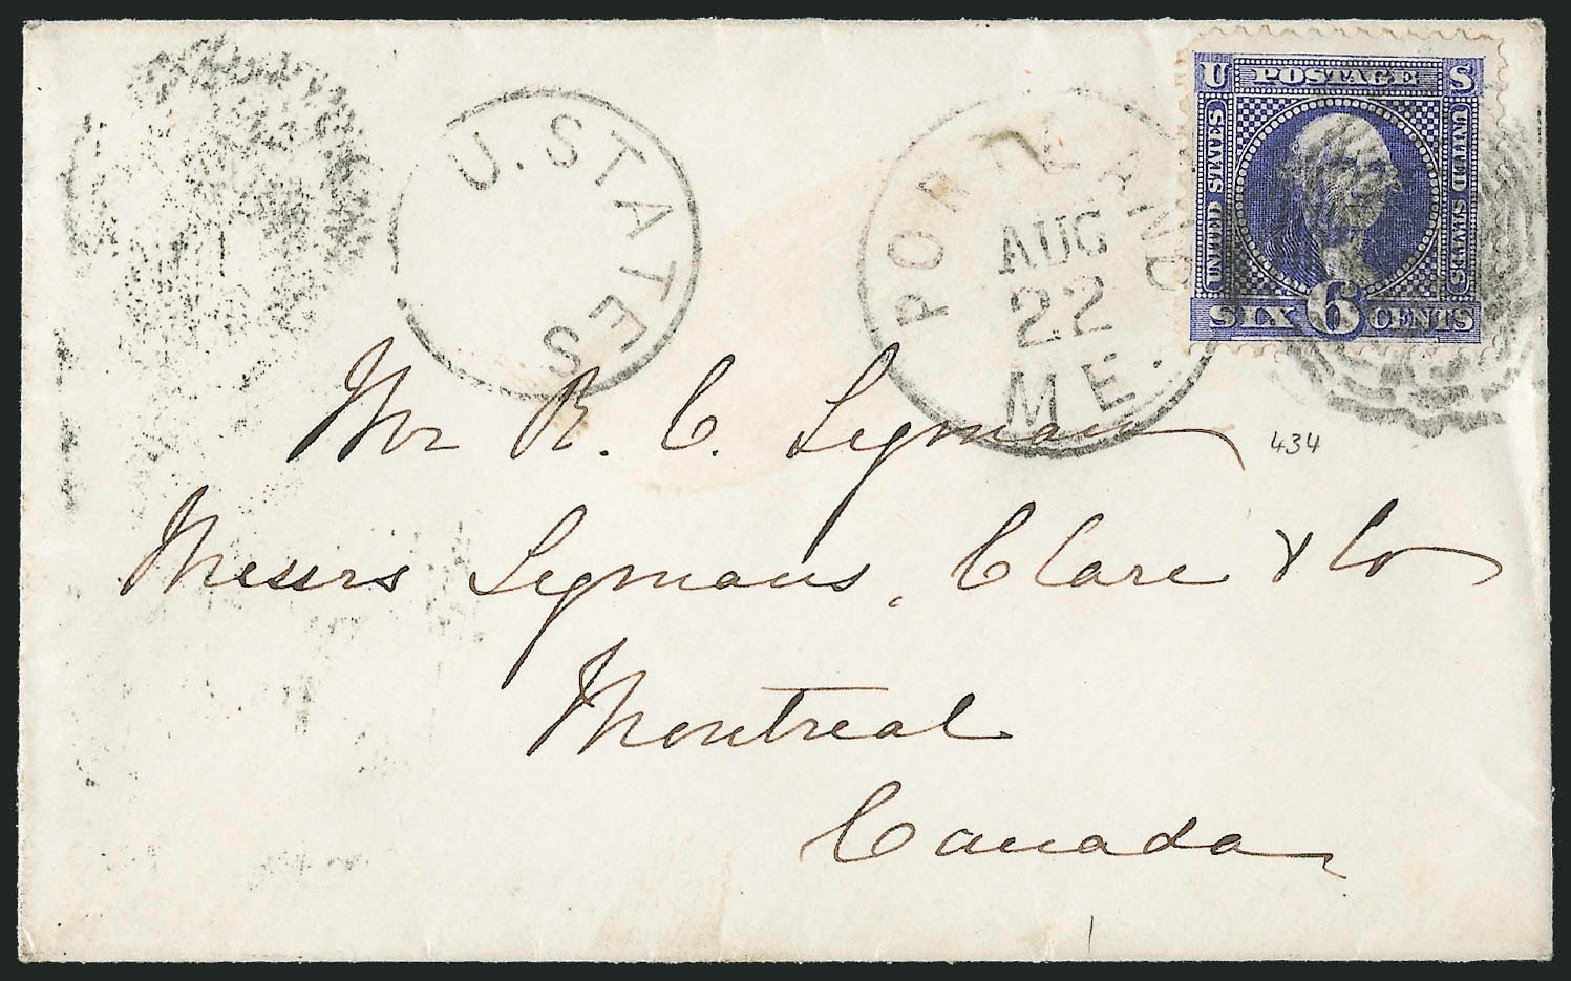 U. STATES
PORTLAND
AUG
22
ME.
U POSTAGE S
UNITED STATES
UNITED STATES
SIX 6 CENTS
Mr R. C. Lyman
434
Messrs Lymans, Clare & Co
Montreal
Canada